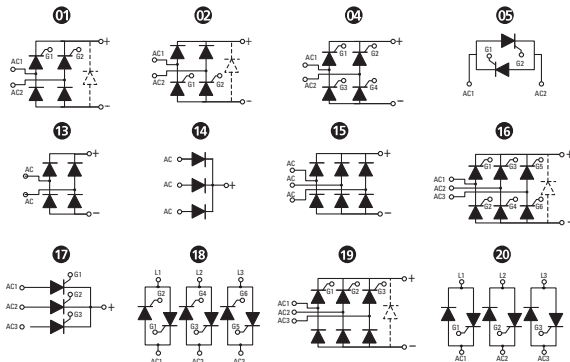 01 02 04 05
+ + + G1
AC1 G1 G2 AC1 AC1 G1 G2 G2
AC2 AC2 G1 G2 AC2 G3 G4 AC1 AC2
− − −
13 14 15 16
+ AC AC + G1 G3 G5 +
AC AC + AC AC1 AC2 AC3
AC AC AC G2 G4 G6
− − −
17 18 19 20
G1 L1 L2 L3 + L1 L2 L3
AC1 G2 G2 G4 G6 AC1 G1 G2 G3
AC2 + AC2
AC3 G3 G1 G3 G5 AC3 G1 G2 G3
AC1 AC2 AC3 − AC1 AC2 AC3